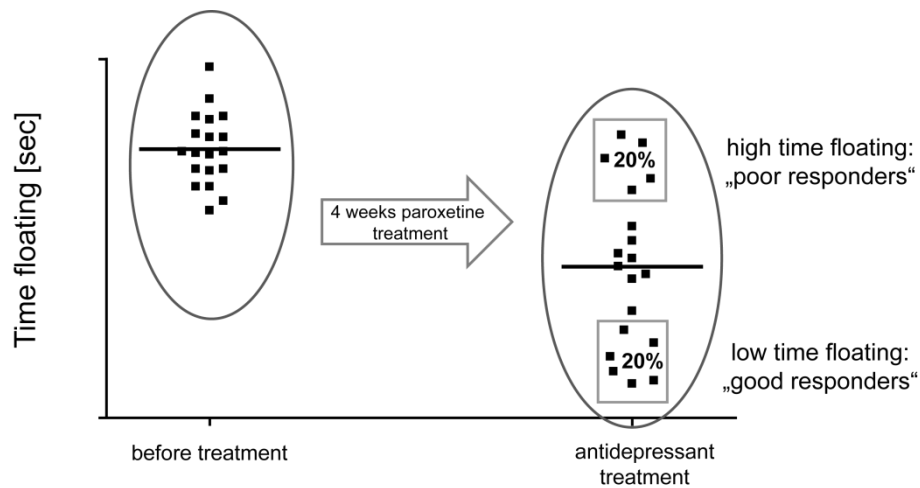 Time floating [sec]
4 weeks paroxetine
treatment
20%
high time floating:
„poor responders“
20%
low time floating:
„good responders“
before treatment
antidepressant
treatment